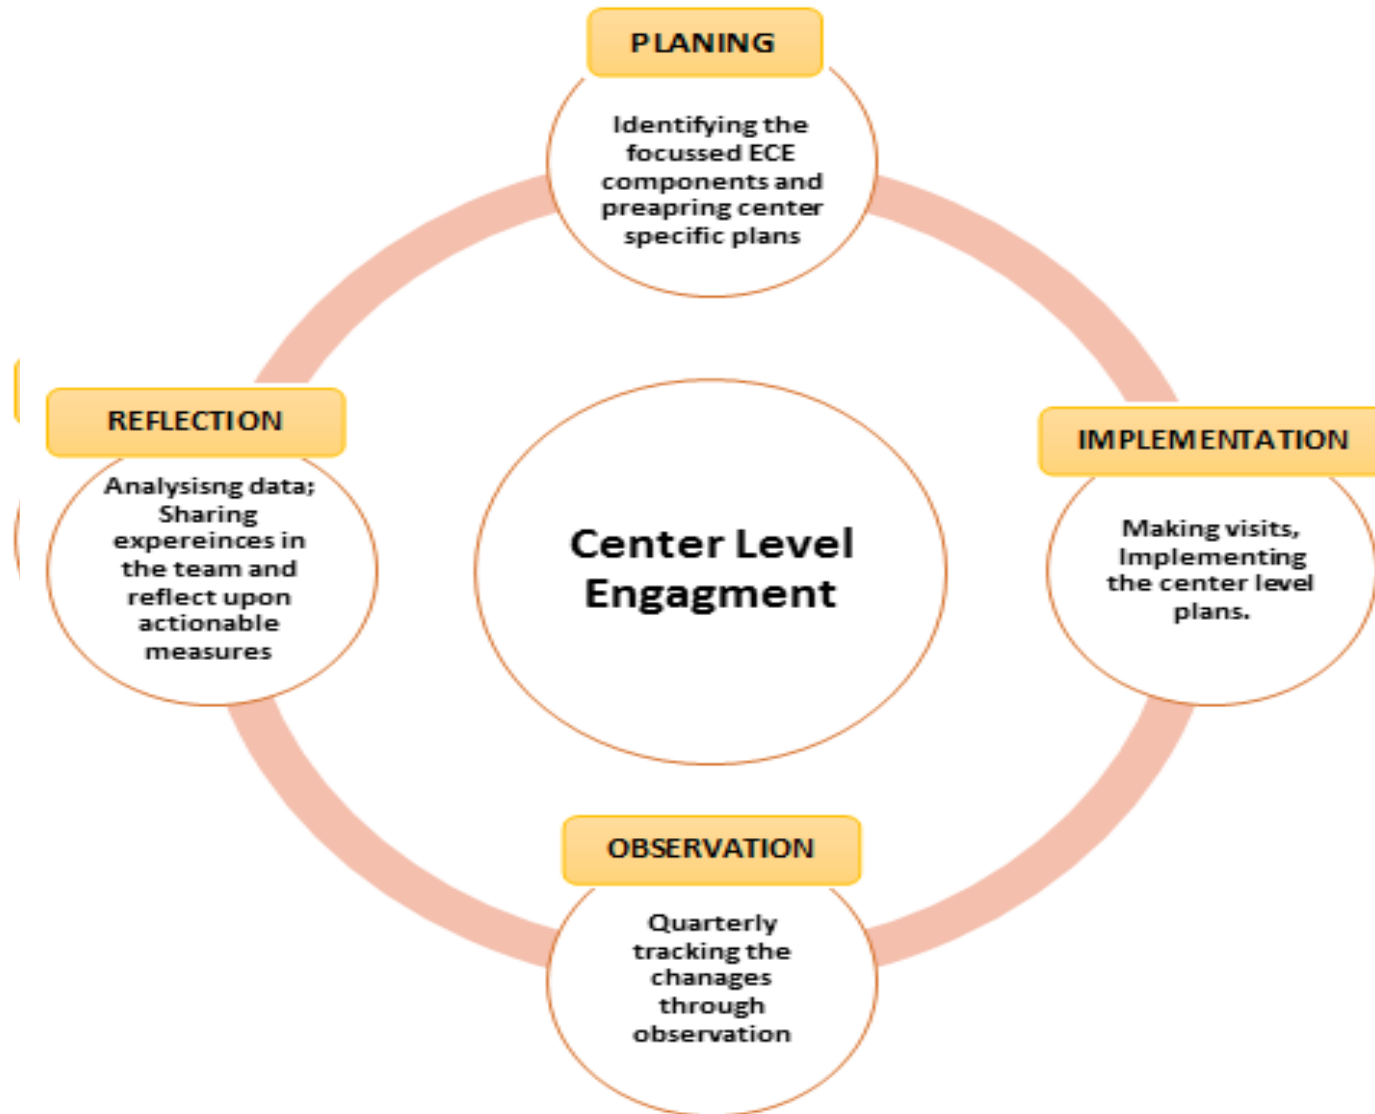 PLANING
Identifying the
focussed ECE
components and
preapring center
specific plans
REFLECTION
Analysisng data;
Sharing
expereinces in
the team and
reflect upon
actionable
measures
Center Level
Engagment
IMPLEMENTATION
Making visits,
Implementing
the center level
plans.
OBSERVATION
Quarterly
tracking the
chanages
through
observation